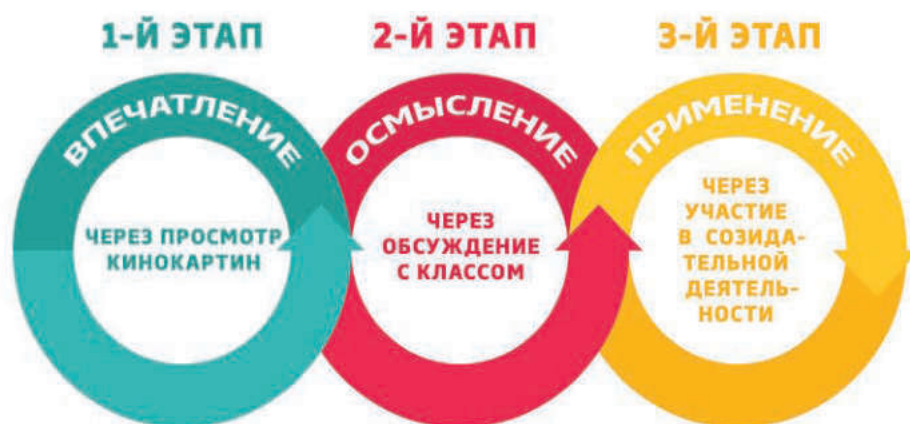 1-Й ЭТАП
2-Й ЭТАП
3-Й ЭТАП
ВПЕЧАТЛЕНИЕ
ЧЕРЕЗ ПРОСМОТР
КИНОКАРТИН
ОСМЫСЛЕНИЕ
ЧЕРЕЗ
ОБСУЖДЕНИЕ
С КЛАССОМ
ПРИМЕНЕНИЕ
ЧЕРЕЗ
УЧАСТИЕ
В СОЗИДА-
ТЕЛЬНОЙ
ДЕЯТЕЛЬ-
НОСТИ